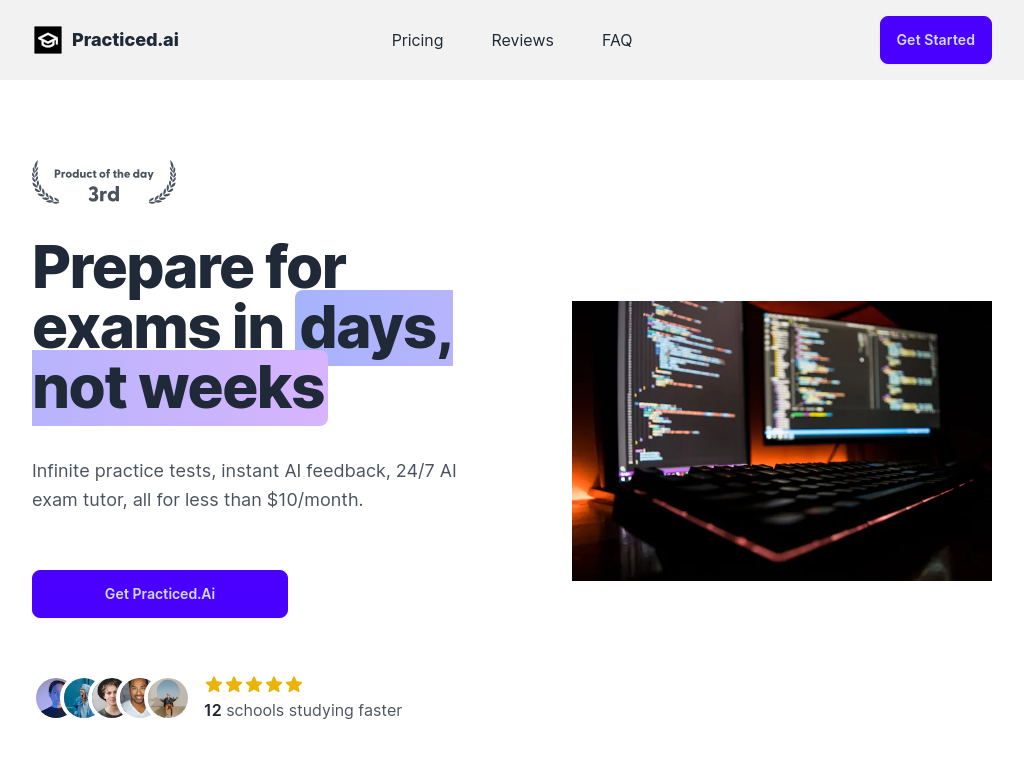 Practiced.ai
Pricing
Reviews
FAQ
Get Started
Product of the day
3rd
Prepare for
exams in days,
not weeks
Infinite practice tests, instant AI feedback, 24/7 AI
exam tutor, all for less than $10/month.
Get Practiced.Ai
12 schools studying faster